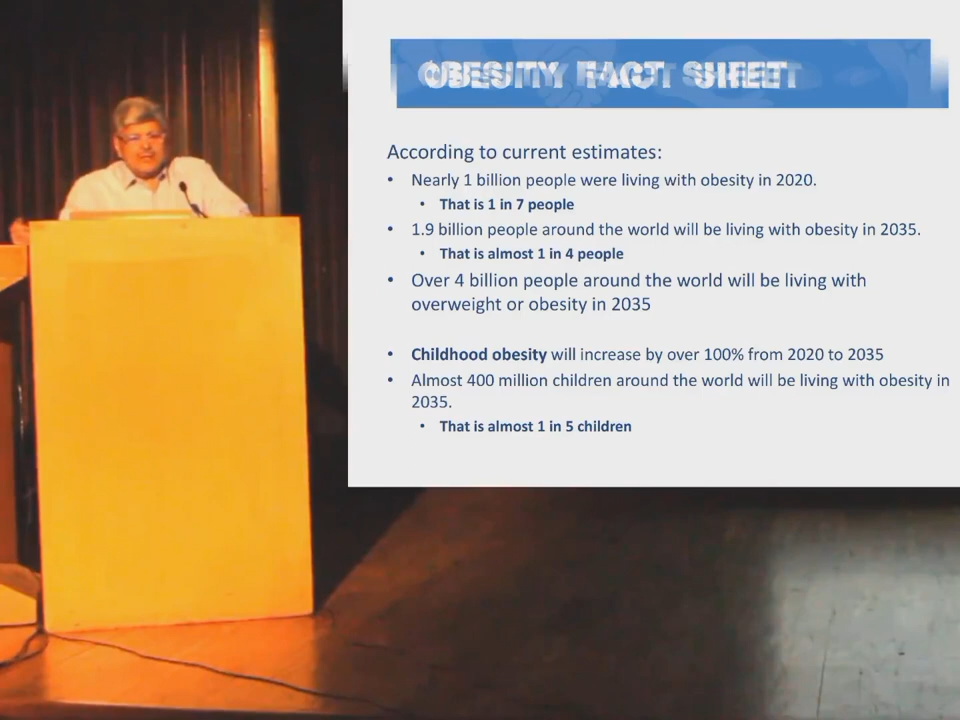 OBESITY FACT SHEET
According to current estimates:
• Nearly 1 billion people were living with obesity in 2020.
• That is 1 in 7 people
• 1.9 billion people around the world will be living with obesity in 2035.
• That is almost 1 in 4 people
• Over 4 billion people around the world will be living with
overweight or obesity in 2035
• Childhood obesity will increase by over 100% from 2020 to 2035
• Almost 400 million children around the world will be living with obesity in
2035.
• That is almost 1 in 5 children